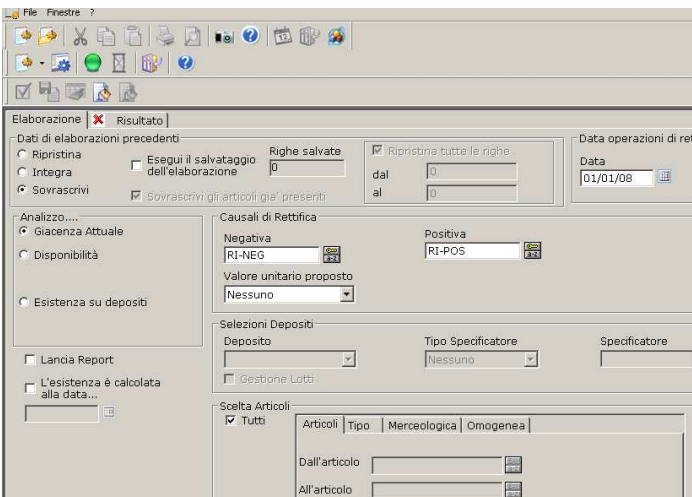 File Finestre ?
Elaborazione Risultato
Dati di elaborazioni precedenti
Data operazioni di ret
Ripristina
Integra
Sovrascrivi
Esegui il salvataggio
dell'elaborazione
Righe salvate
0
Sovrascrivi gli articoli gia' presenti
Ripristina tutte le righe
dal 0
al 0
Data
01/01/08
Analizzo....
Giacenza Attuale
Disponibilità
Esistenza su depositi
Causali di Rettifica
Negativa
RI-NEG
Positiva
RI-POS
Valore unitario proposto
Nessuno
Lancia Report
L'esistenza è calcolata
alla data...
Selezioni Depositi
Deposito
Tipo Specificatore
Nessuno
Specificatore
Gestione Lotti
Scelta Articoli
Tutti
Articoli Tipo Merceologica Omogenea
Dall'articolo
All'articolo